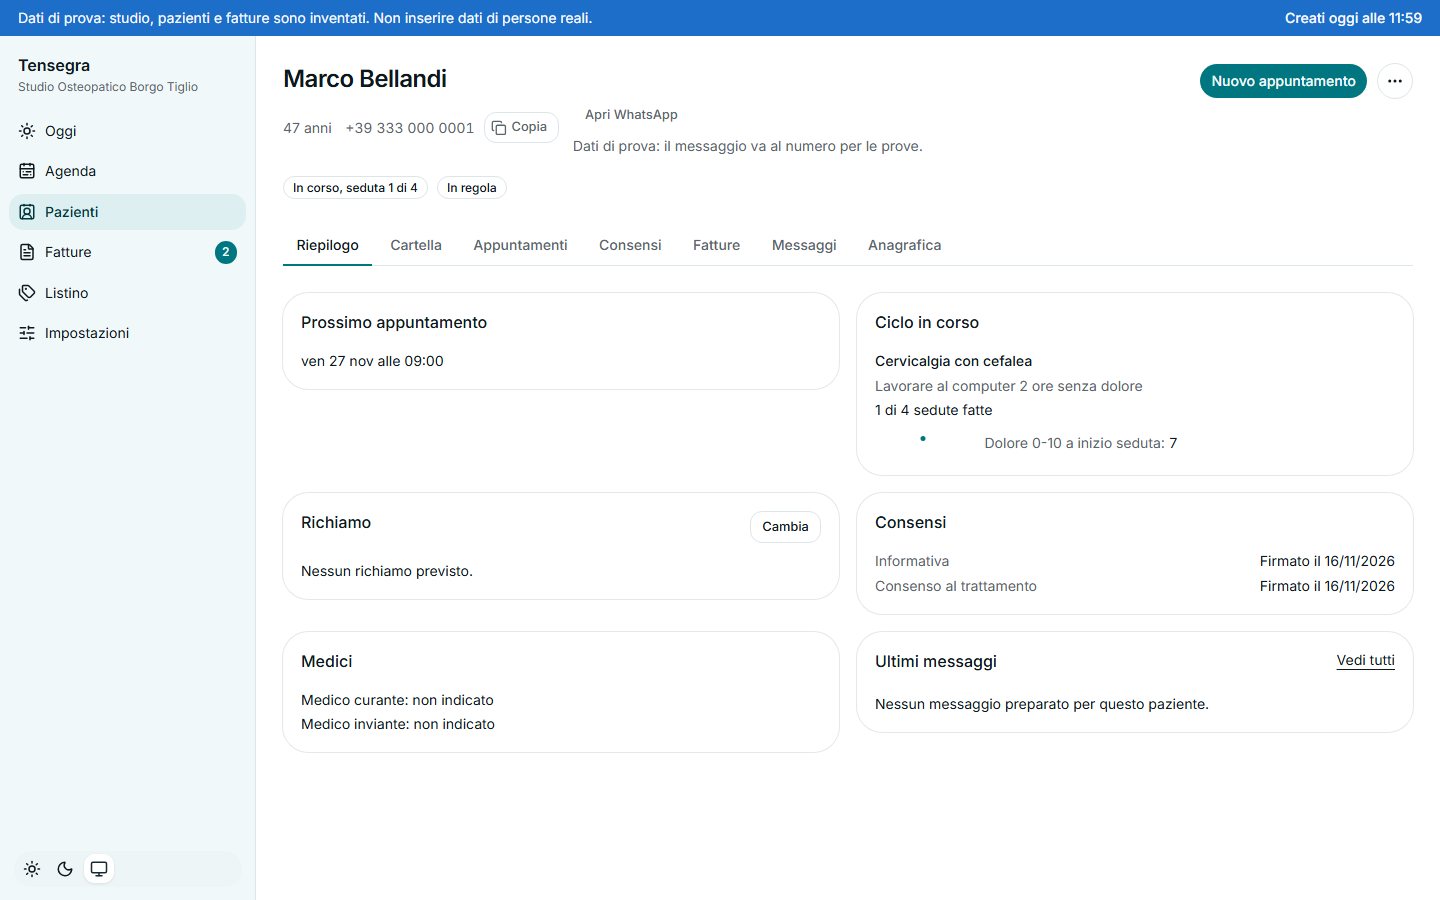 Dati di prova: studio, pazienti e fatture sono inventati. Non inserire dati di persone reali.
Creati oggi alle 11:59
Tensegra
Studio Osteopatico Borgo Tiglio
Oggi
Agenda
Pazienti
Fatture
2
Listino
Impostazioni
Marco Bellandi
Nuovo appuntamento
47 anni
+39 333 000 0001
Copia
Apri WhatsApp
Dati di prova: il messaggio va al numero per le prove.
In corso, seduta 1 di 4
In regola
Riepilogo
Cartella
Appuntamenti
Consensi
Fatture
Messaggi
Anagrafica
Prossimo appuntamento
ven 27 nov alle 09:00
Ciclo in corso
Cervicalgia con cefalea
Lavorare al computer 2 ore senza dolore
1 di 4 sedute fatte
Dolore 0-10 a inizio seduta: 7
Richiamo
Cambia
Nessun richiamo previsto.
Consensi
Informativa
Firmato il 16/11/2026
Consenso al trattamento
Firmato il 16/11/2026
Medici
Medico curante: non indicato
Medico inviante: non indicato
Ultimi messaggi
Vedi tutti
Nessun messaggio preparato per questo paziente.